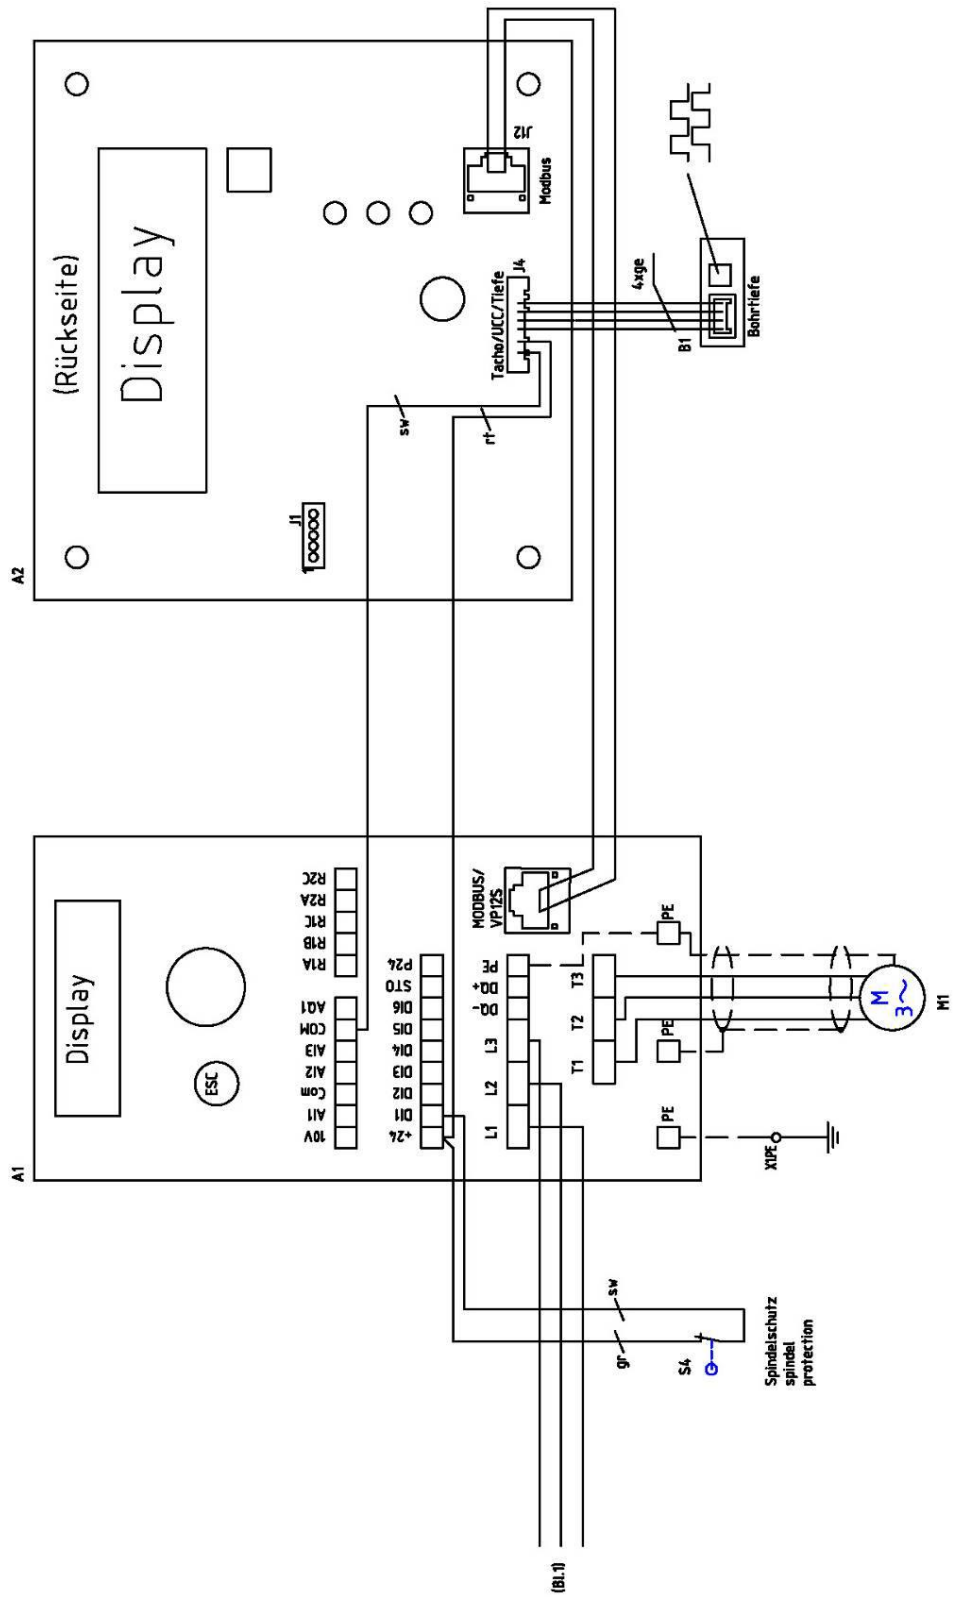 A2
(Rückseite)
Display
J1
1
sw
rt
Tacho/UCC/Tiefe
J4
J12
Modbus
4xge
B1
Bohrtiefe
A1
Display
ESC
10V
AI1
Com
AI2
AI3
COM
AQ1
R1A
R1B
R1C
R2A
R2C
+24
DI1
DI2
DI3
DI4
DI5
DI6
STO
P24
MODBUS/
VP12S
L1
L2
L3
DQ-
DQ+
PE
T1
T2
T3
PE
PE
PE
X1PE
M
3~
M1
gr
sw
S4
Spindelschutz
spindel
protection
(Bl.1)